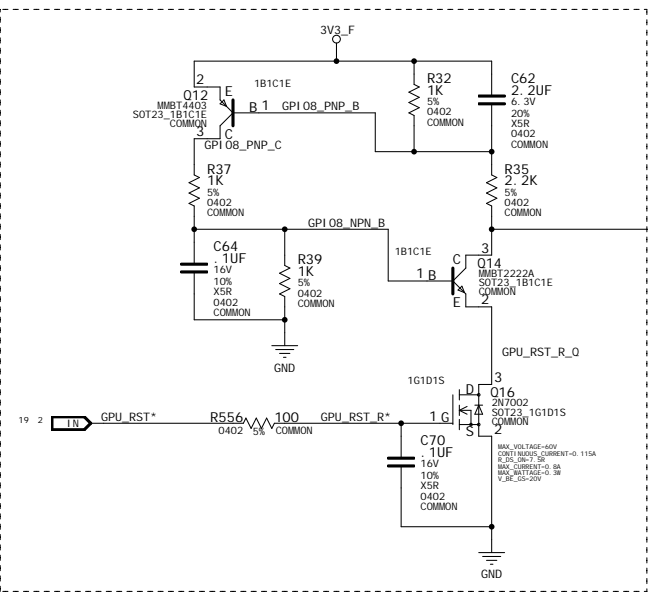 3V3_F
2
E
1B1C1E
Q12
MMBT4403
SOT23_1B1C1E
COMMON
B 1 GPIO8_PNP_B
3 C
GPIO8_PNP_C
R32
1K
5%
0402
COMMON
C62
2.2UF
6.3V
20%
X5R
0402
COMMON
R37
1K
5%
0402
COMMON
R35
2.2K
5%
0402
COMMON
GPIO8_NPN_B
C64
.1UF
16V
10%
X5R
0402
COMMON
R39
1K
5%
0402
COMMON
GND
1B1C1E
C 3
1 B
Q14
MMBT2222A
SOT23_1B1C1E
COMMON
E 2
GPU_RST_R_Q
1G1D1S
D 3
Q16
2N7002
SOT23_1G1D1S
COMMON
1 G
S 2
MAX_VOLTAGE=60V
CONTINUOUS_CURRENT=0.115A
R_DS_ON=7.5R
MAX_CURRENT=0.8A
MAX_WATTAGE=0.3W
V_BE_GS=20V
19 2 IN GPU_RST* R556 100 GPU_RST_R*
0402 5% COMMON
C70
.1UF
16V
10%
X5R
0402
COMMON
GND